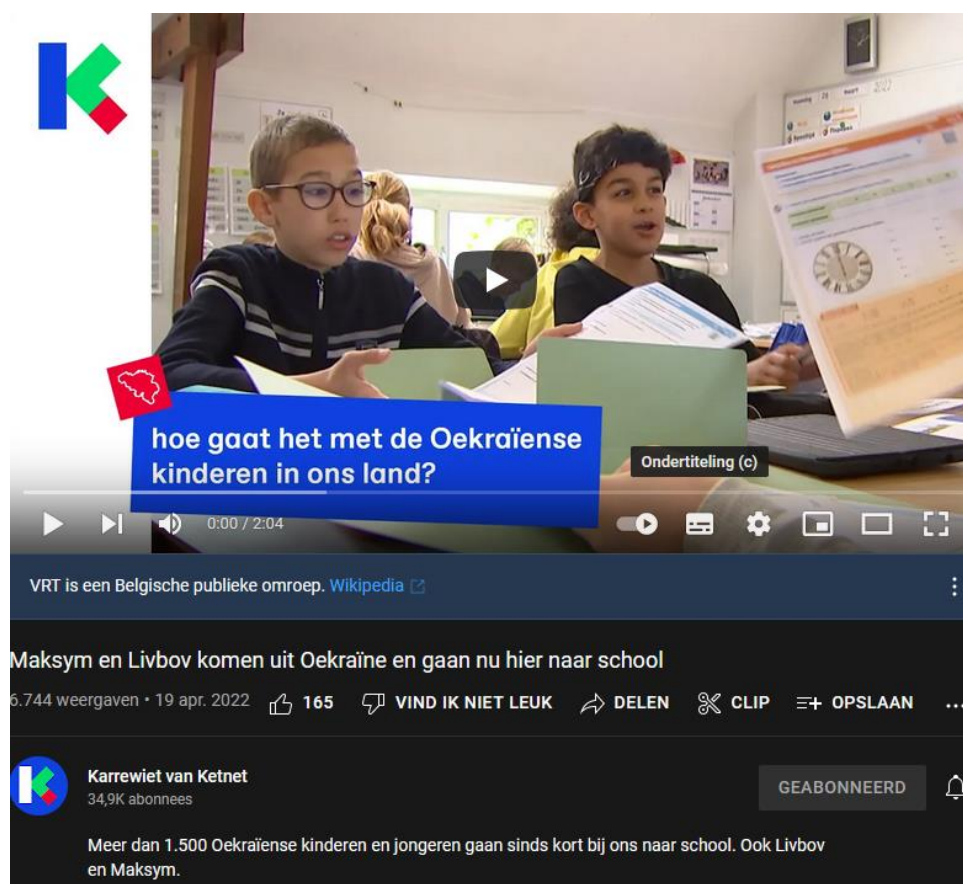 hoe gaat het met de Oekraïense
kinderen in ons land?
Ondertiteling (c)
0:00 / 2:04
VRT is een Belgische publieke omroep. Wikipedia
Maksym en Livbov komen uit Oekraïne en gaan nu hier naar school
6.744 weergaven • 19 apr. 2022 165 VIND IK NIET LEUK DELEN CLIP OPSLAAN ...
Karrewiet van Ketnet
GEABONNEERD
34,9K abonnees
Meer dan 1.500 Oekraïense kinderen en jongeren gaan sinds kort bij ons naar school. Ook Livbov
en Maksym.